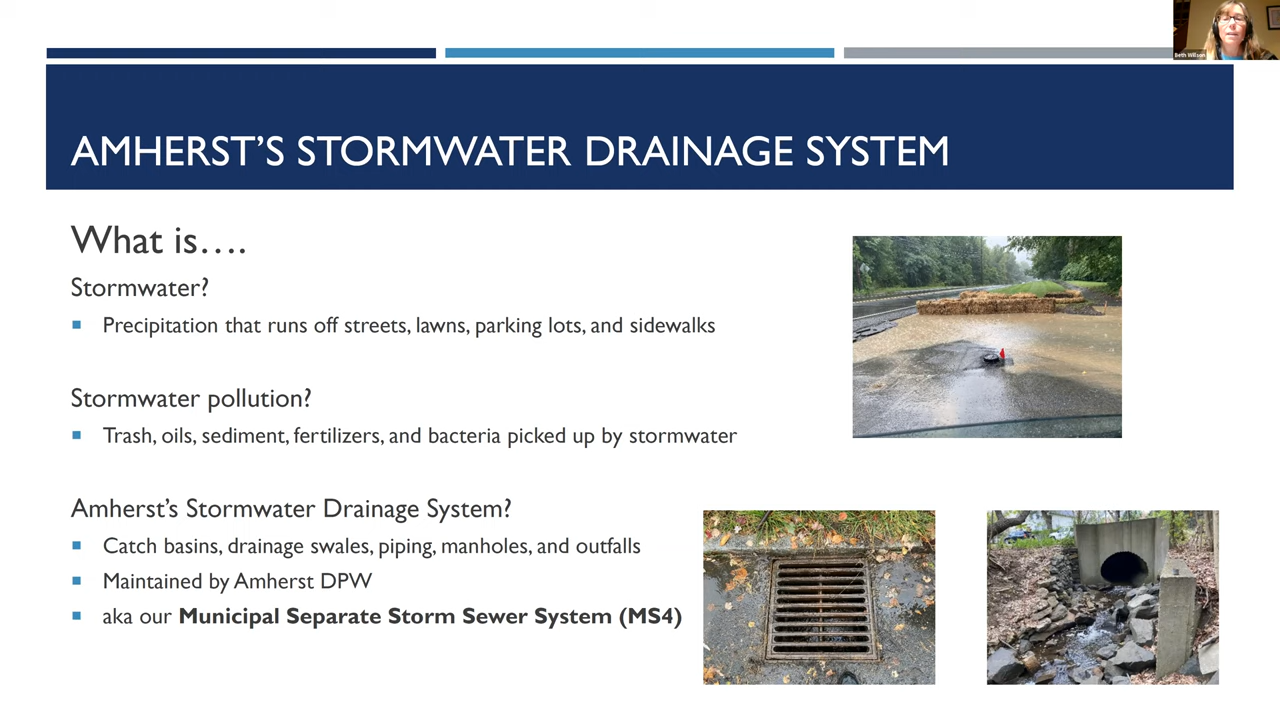 Beth Willson
AMHERST'S STORMWATER DRAINAGE SYSTEM
What is….
Stormwater?
▪ Precipitation that runs off streets, lawns, parking lots, and sidewalks
Stormwater pollution?
▪ Trash, oils, sediment, fertilizers, and bacteria picked up by stormwater
Amherst's Stormwater Drainage System?
▪ Catch basins, drainage swales, piping, manholes, and outfalls
▪ Maintained by Amherst DPW
▪ aka our Municipal Separate Storm Sewer System (MS4)